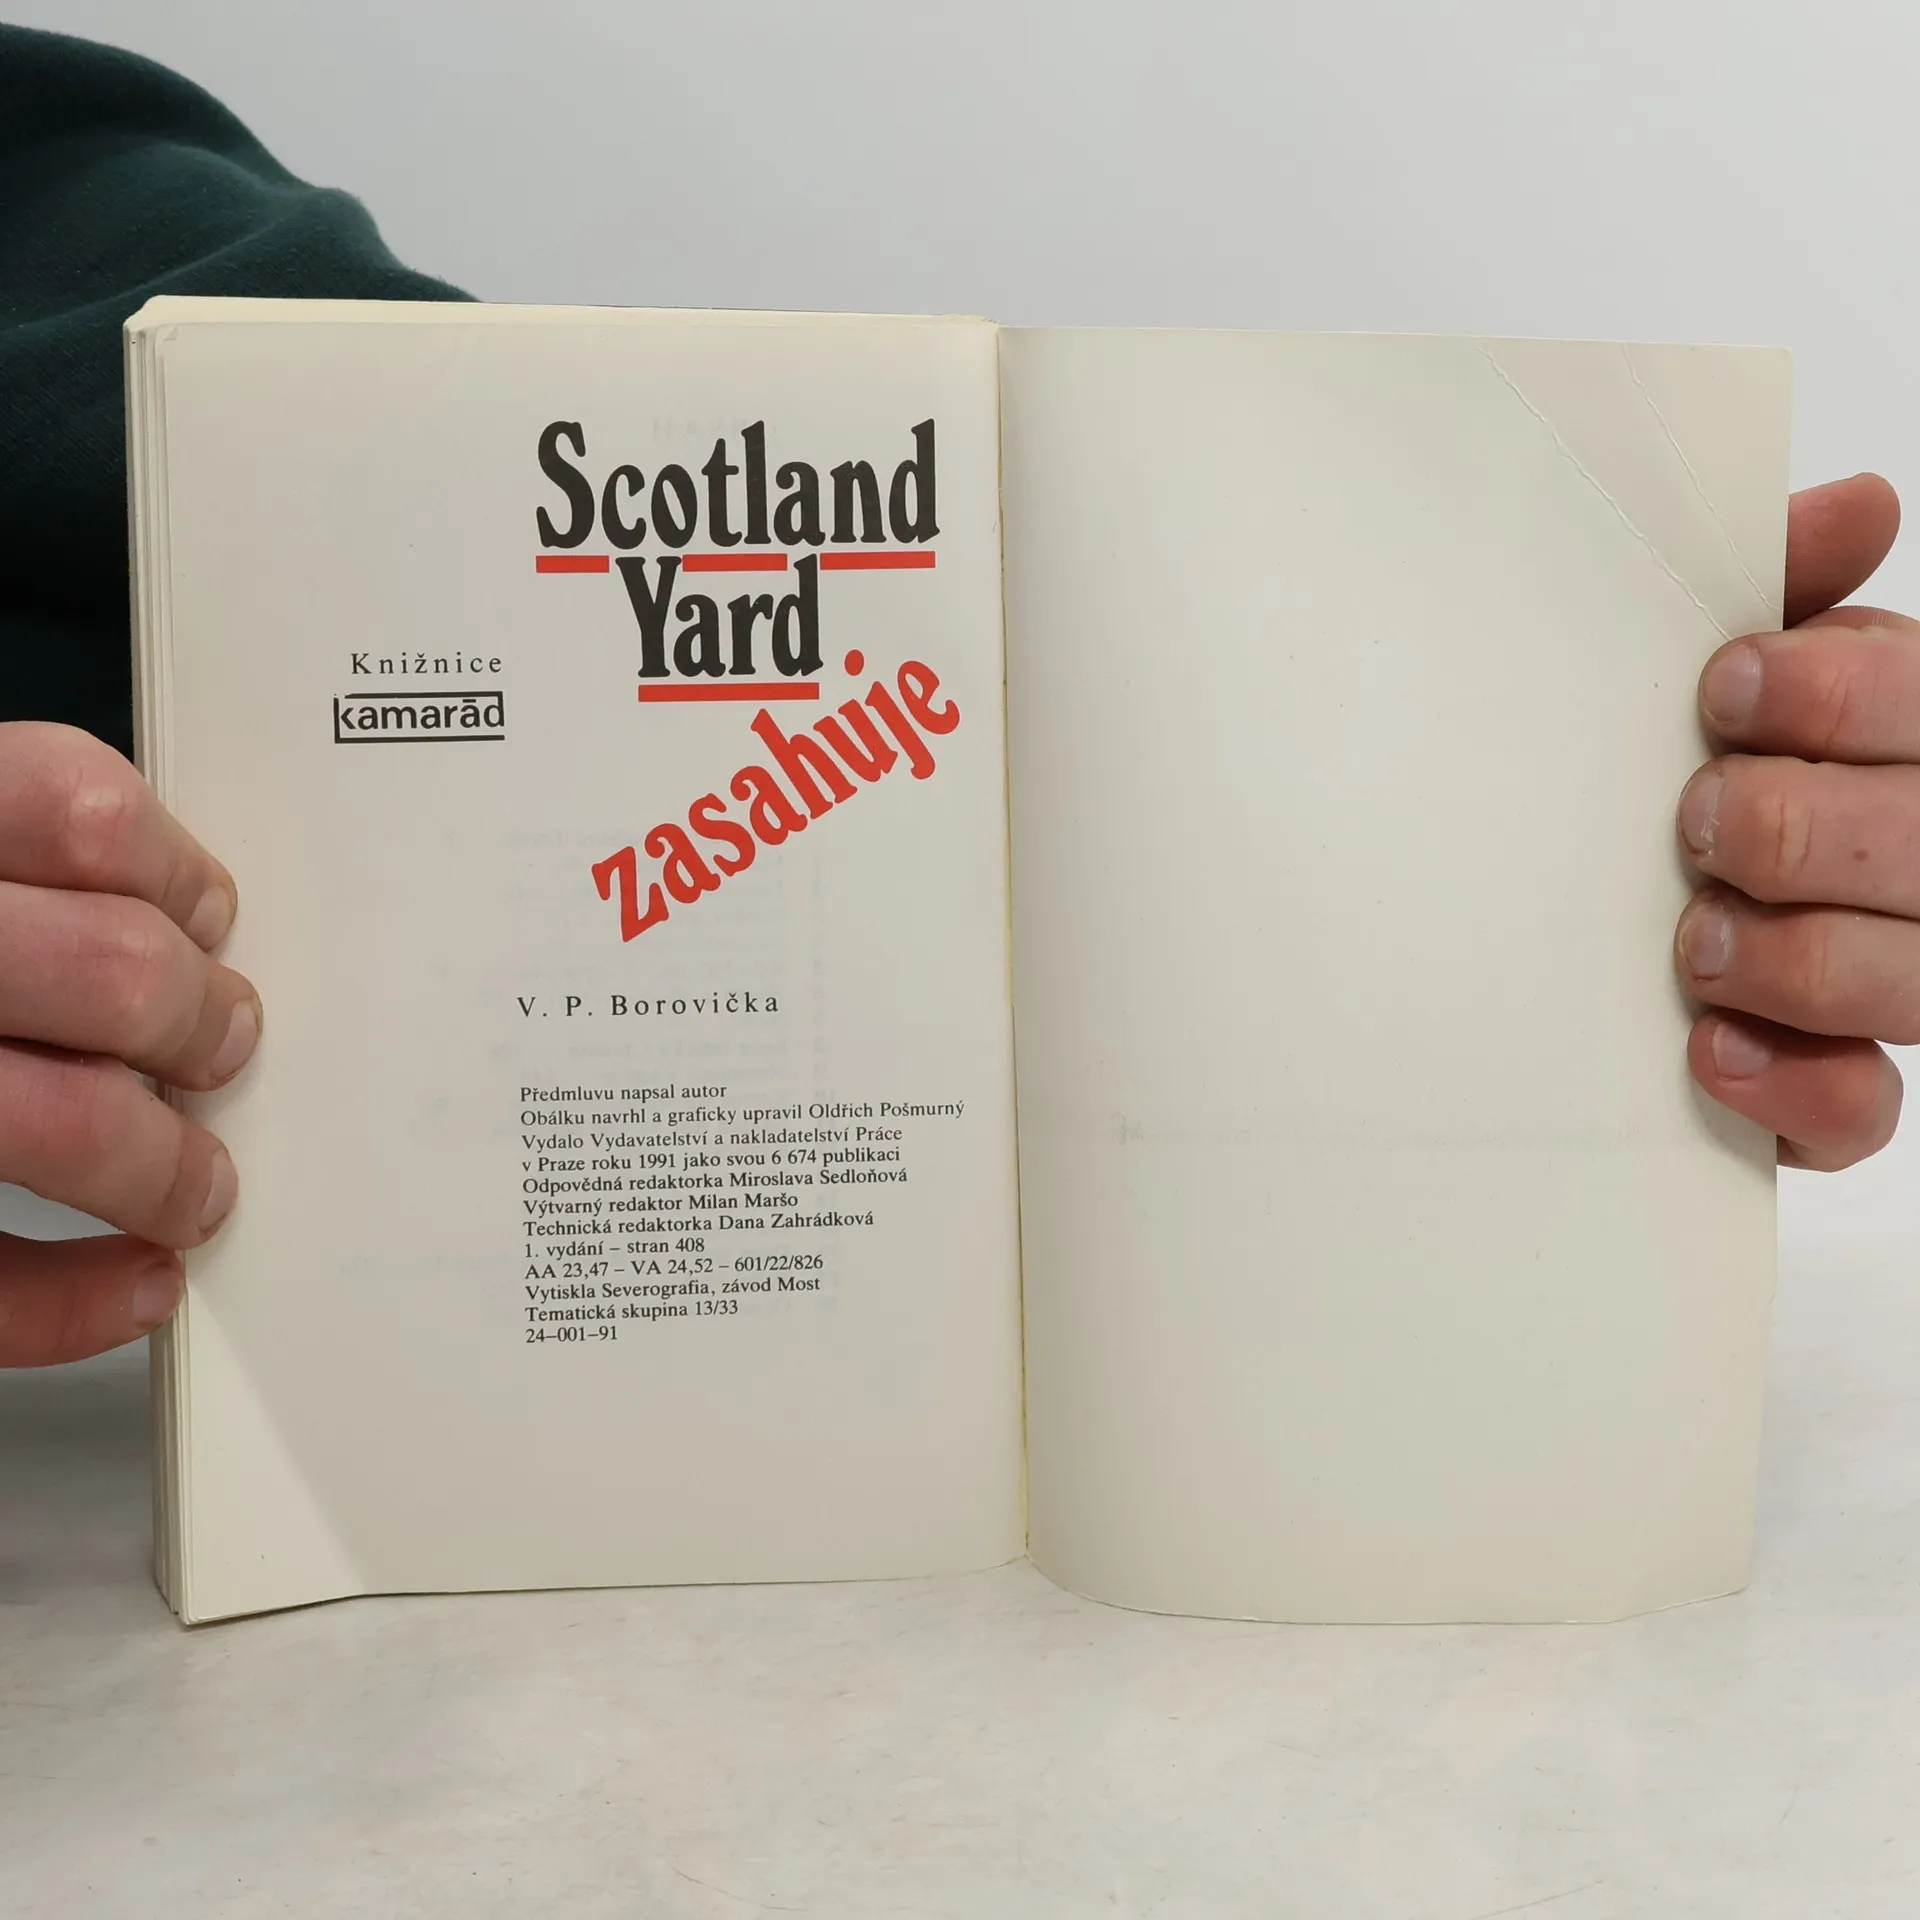 Scotland
Yard
zasahuje
Knižnice
kamarād
V. P. Borovička
Předmluvu napsal autor
Obálku navrhl a graficky upravil Oldřich Pošmurný
Vydalo Vydavatelství a nakladatelství Práce
v Praze roku 1991 jako svou 6 674 publikaci
Odpovědná redaktorka Miroslava Sedloňová
Výtvarný redaktor Milan Maršo
Technická redaktorka Dana Zahrádková
1. vydání – stran 408
AA 23,47 – VA 24,52 – 601/22/826
Vytiskla Severografia, závod Most
Tematická skupina 13/33
24–001–91